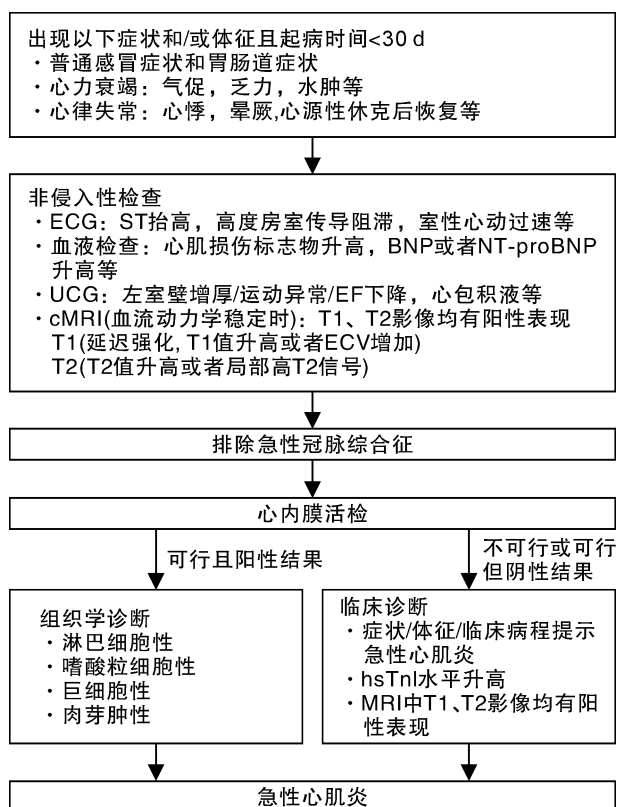 出现以下症状和/或体征且起病时间<30 d
·普通感冒症状和胃肠道症状
·心力衰竭：气促，乏力，水肿等
·心律失常：心悸，晕厥,心源性休克后恢复等
非侵入性检查
·ECG：ST抬高，高度房室传导阻滞，室性心动过速等
·血液检查：心肌损伤标志物升高，BNP或者NT-proBNP
升高等
·UCG：左室壁增厚/运动异常/EF下降，心包积液等
·cMRI(血流动力学稳定时)：T1、T2影像均有阳性表现
T1(延迟强化, T1值升高或者ECV增加)
T2(T2值升高或者局部高T2信号)
排除急性冠脉综合征
心内膜活检
可行且阳性结果
不可行或可行
但阴性结果
组织学诊断
·淋巴细胞性
·嗜酸粒细胞性
·巨细胞性
·肉芽肿性
临床诊断
·症状/体征/临床病程提示
急性心肌炎
·hsTnI水平升高
·MRI中T1、T2影像均有阳
性表现
急性心肌炎